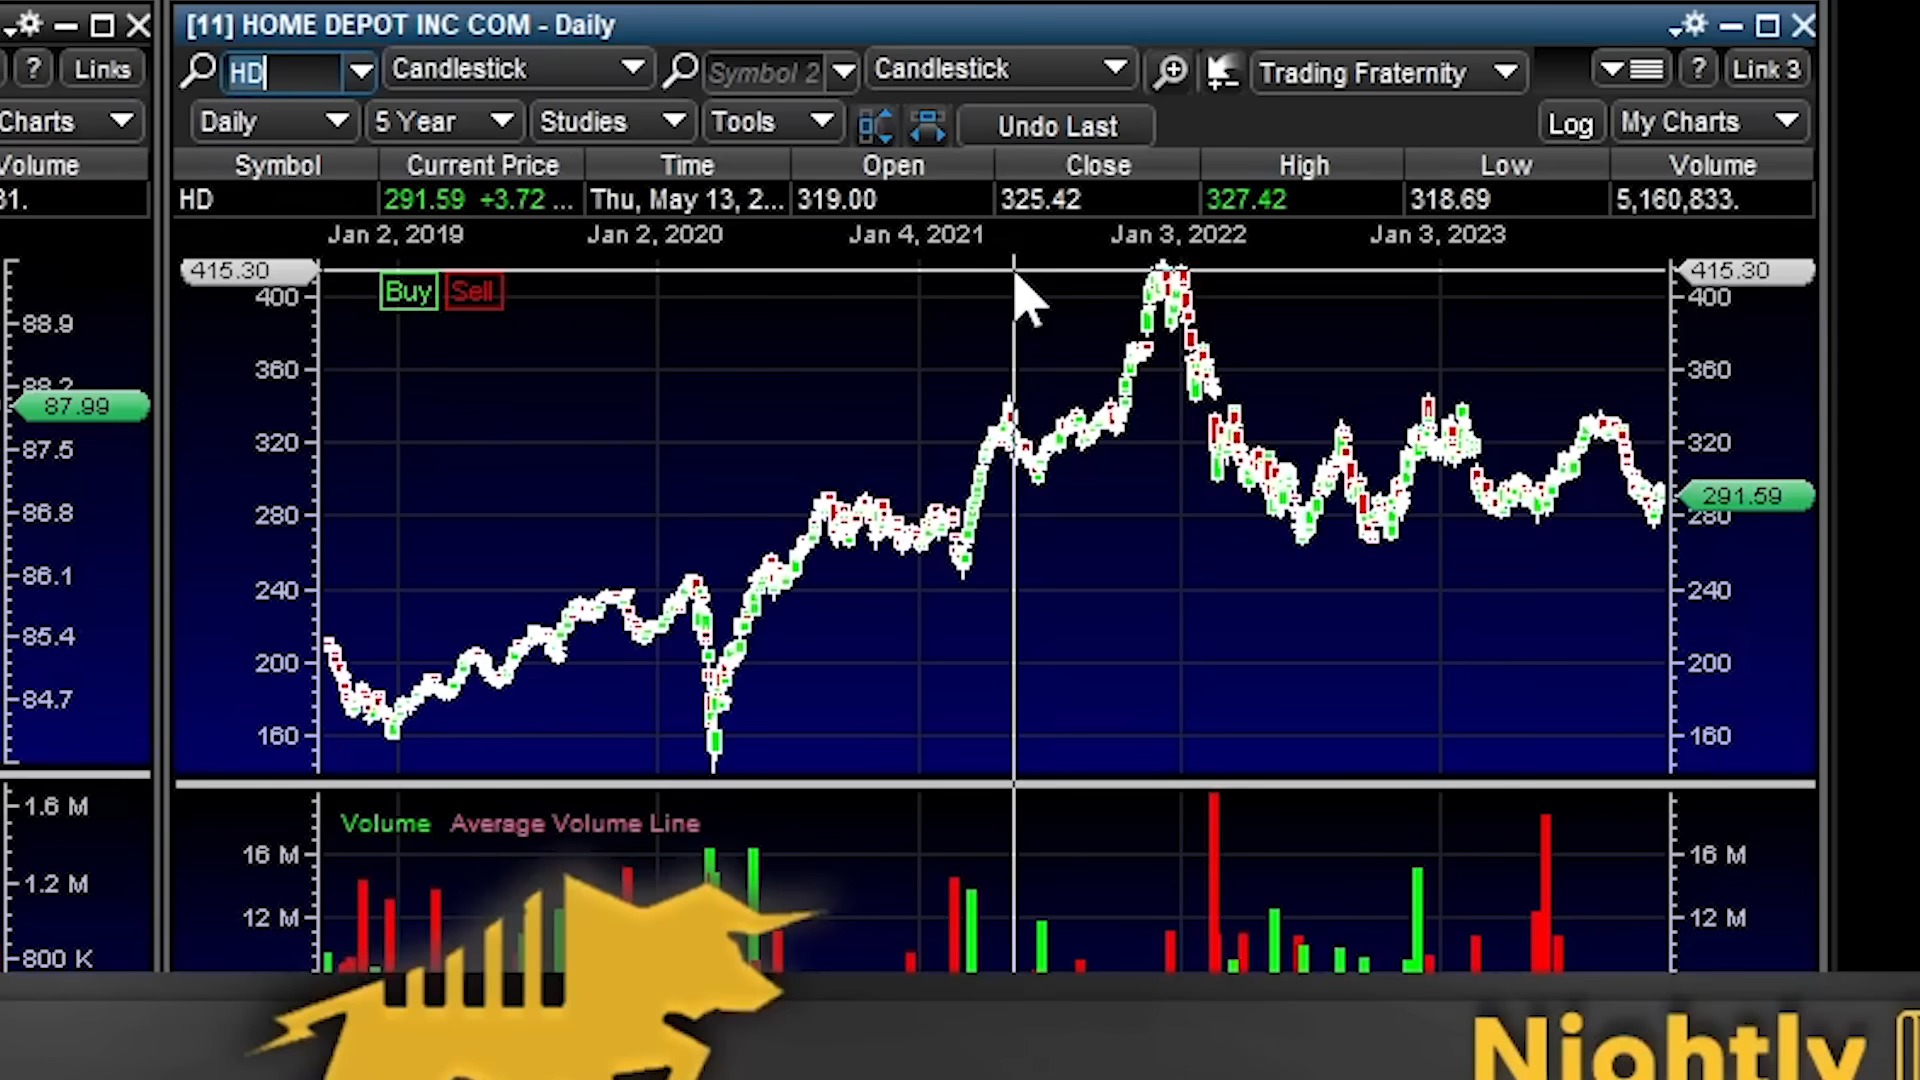 [11] HOME DEPOT INC COM - Daily
? Links
HD Candlestick Symbol 2 Candlestick Trading Fraternity ? Link 3
Charts Daily 5 Year Studies Tools Undo Last Log My Charts
Volume Symbol Current Price Time Open Close High Low Volume
31. HD 291.59 +3.72 ... Thu, May 13, 2... 319.00 325.42 327.42 318.69 5,160,833.
Jan 2, 2019 Jan 2, 2020 Jan 4, 2021 Jan 3, 2022 Jan 3, 2023
415.30 415.30
Buy Sell
400 400
88.9
360 360
88.2
87.99
87.5 320 320
291.59
86.8 280 280
86.1 240 240
85.4 200 200
84.7
160 160
1.6 M
Volume Average Volume Line
16 M 16 M
1.2 M
12 M 12 M
800 K
Nightly